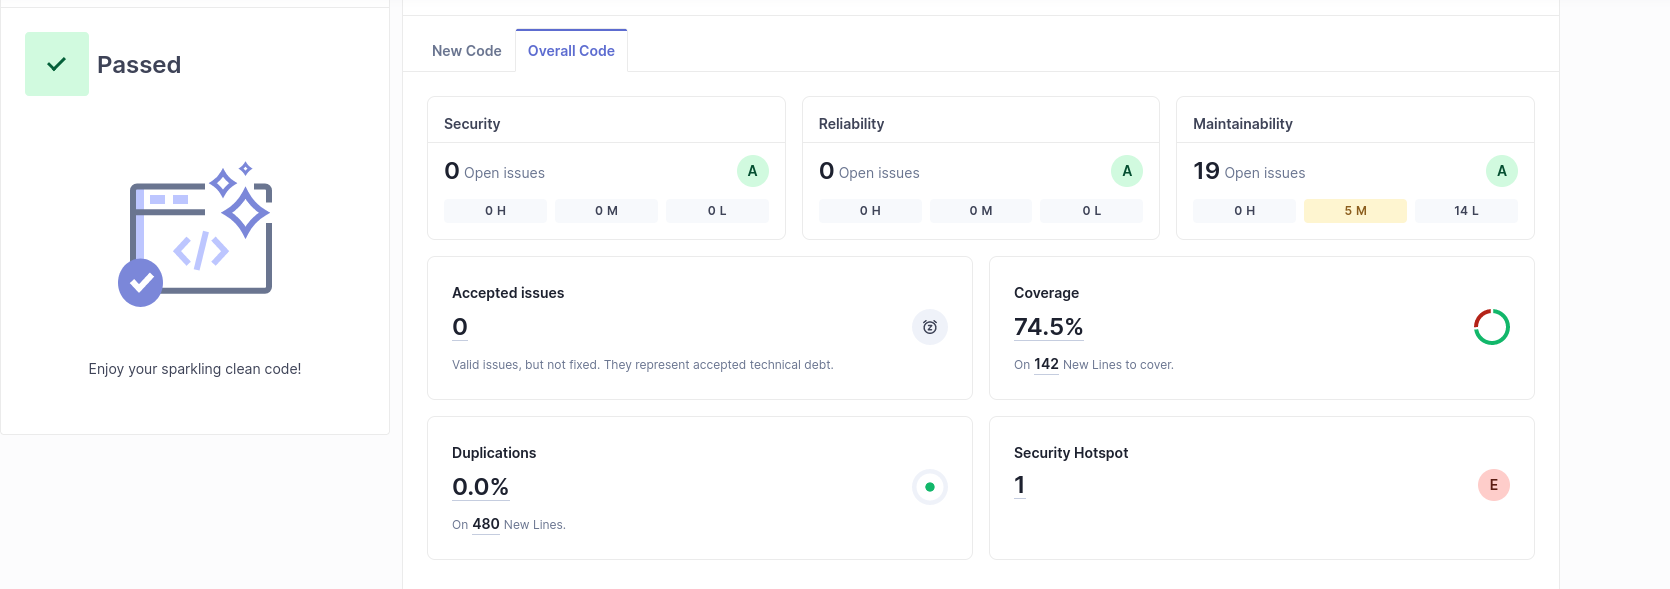 Passed
Enjoy your sparkling clean code!
New Code
Overall Code
Security
0 Open issues
A
0 H
0 M
0 L
Reliability
0 Open issues
A
0 H
0 M
0 L
Maintainability
19 Open issues
A
0 H
5 M
14 L
Accepted issues
0
Valid issues, but not fixed. They represent accepted technical debt.
Coverage
74.5%
On 142 New Lines to cover.
Duplications
0.0%
On 480 New Lines.
Security Hotspot
1
E